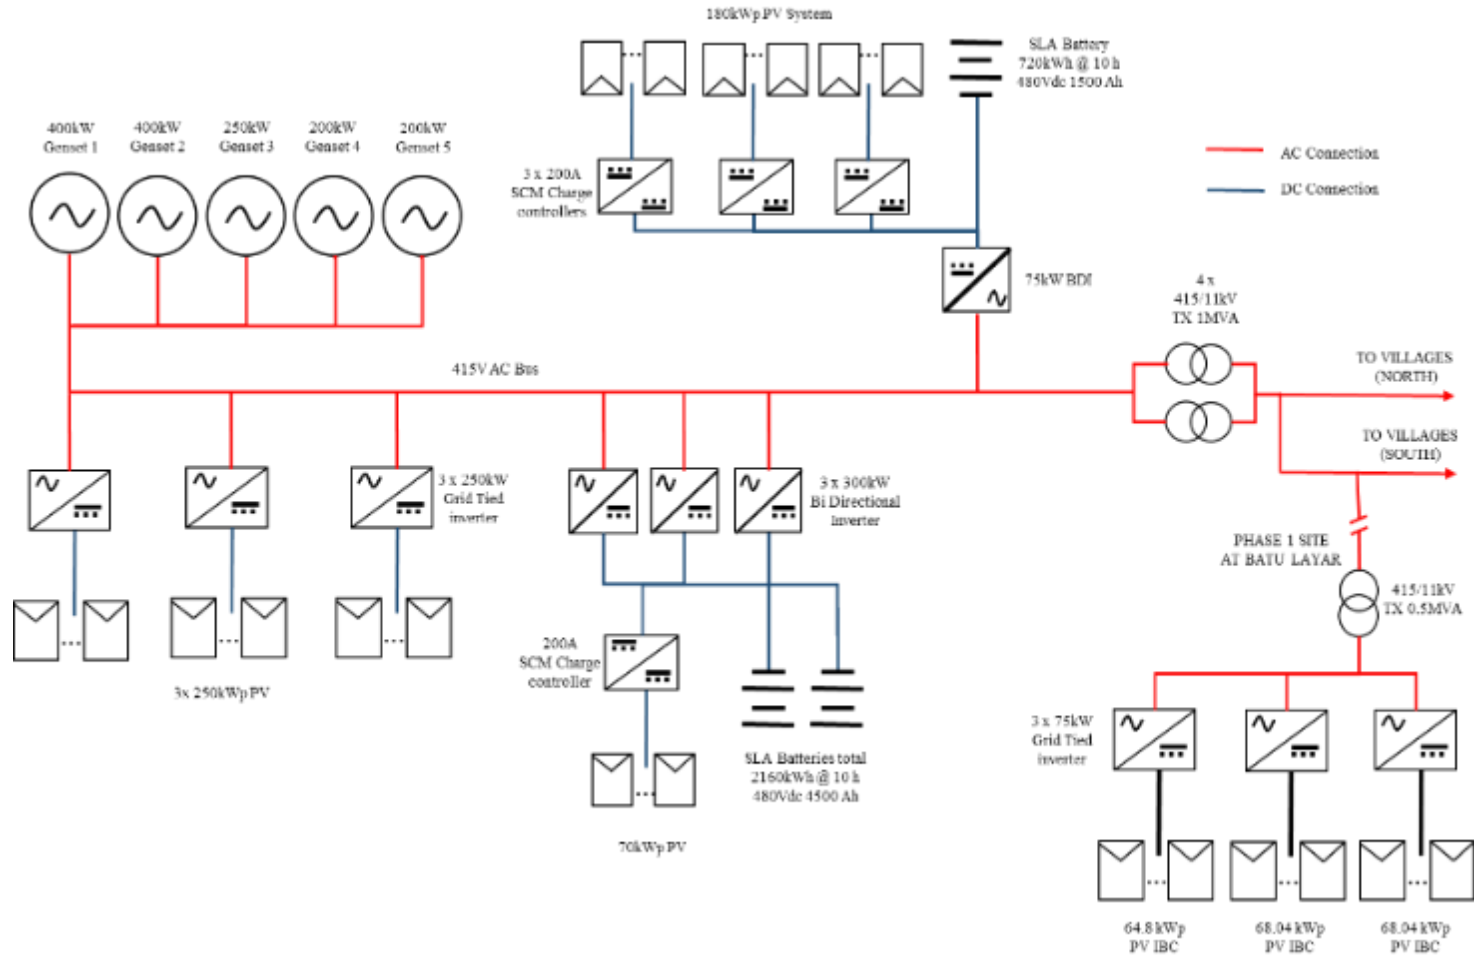 180kWp PV System
SLA Battery
720kWh @ 10 h
480Vdc 1500 Ah
400kW
Genset 1
400kW
Genset 2
250kW
Genset 3
200kW
Genset 4
200kW
Genset 5
AC Connection
DC Connection
3 x 200A
SCM Charge
controllers
75kW BDI
4 x
415/11kV
TX 1MVA
415V AC Bus
TO VILLAGES
(NORTH)
TO VILLAGES
(SOUTH)
3 x 250kW
Grid Tied
inverter
3 x 300kW
Bi Directional
Inverter
PHASE 1 SITE
AT BATU LAYAR
415/11kV
TX 0.5MVA
200A
SCM Charge
controller
3x 250kWp PV
3 x 75kW
Grid Tied
inverter
SLA Batteries total
2160kWh @ 10 h
480Vdc 4500 Ah
70kWp PV
64.8 kWp
PV IBC
68.04 kWp
PV IBC
68.04 kWp
PV IBC